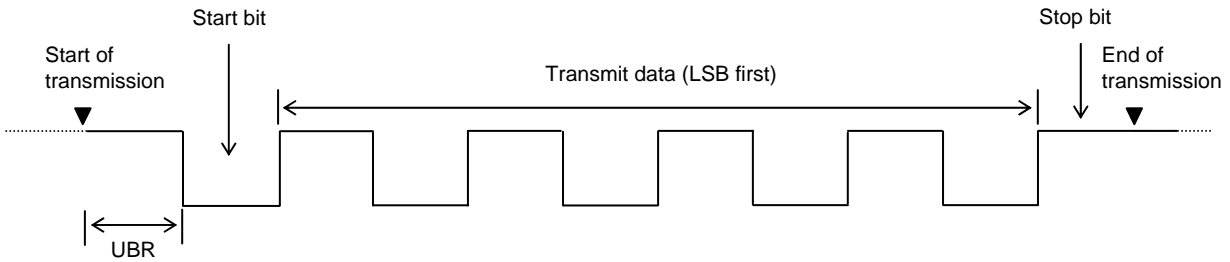 Start bit
Stop bit
Start of
transmission
Transmit data (LSB first)
End of
transmission
UBR